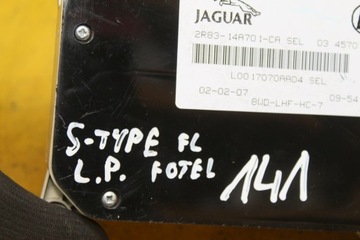 JAGUAR
2R83-14A701-CA SEL 03 4570
L0017070AA04 SEL
02-02-07 8WD-LHF-HC-7 09-54
S-TYPE FL
L.P. FOTEL 141